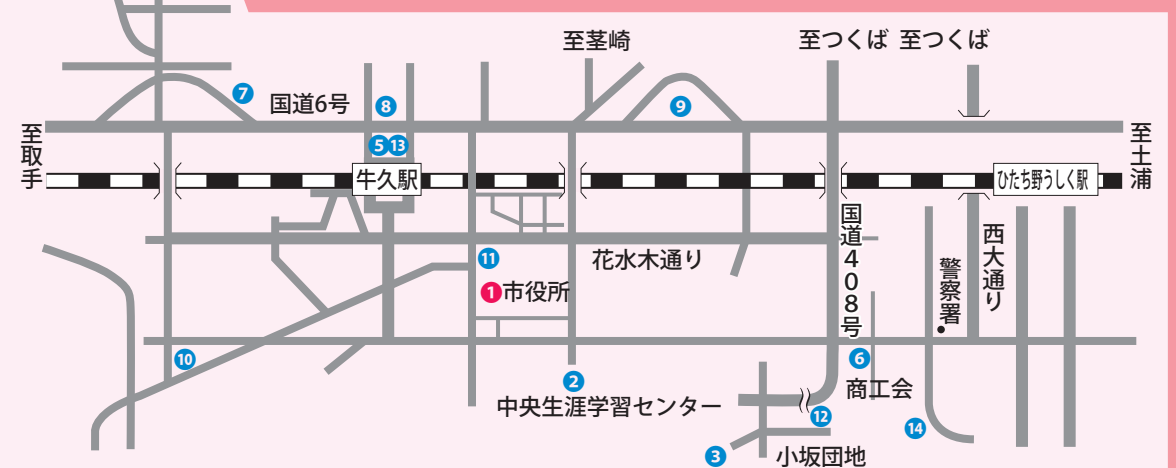 至茎崎
至つくば
至つくば
7
国道6号
8
9
至取手
5
13
至土浦
牛久駅
ひたち野うしく駅
国道408号
西大通り
11
花水木通り
警察署
1
市役所
10
6
2
商工会
中央生涯学習センター
12
14
3
小坂団地